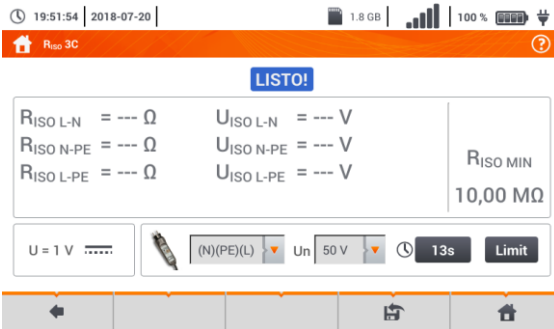 19:51:54 2018-07-20 1.8 GB 100 %
RISO 3C ?
LISTO!
RISO L-N = --- Ω UISO L-N = --- V
RISO N-PE = --- Ω UISO N-PE = --- V
RISO L-PE = --- Ω UISO L-PE = --- V
RISO MIN
10,00 MΩ
U = 1 V (N)(PE)(L) Un 50 V 13s Limit